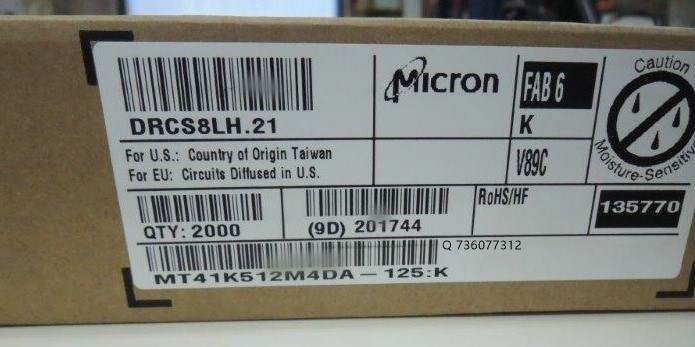 Micron
FAB 6
Caution
DRCS8LH.21
K
For U.S.: Country of Origin Taiwan
For EU: Circuits Diffused in U.S.
V89C
Moisture-Sensitive
QTY: 2000
(9D) 201744
RoHS/HF
135770
Q 736077312
MT41K512M4DA-125:K